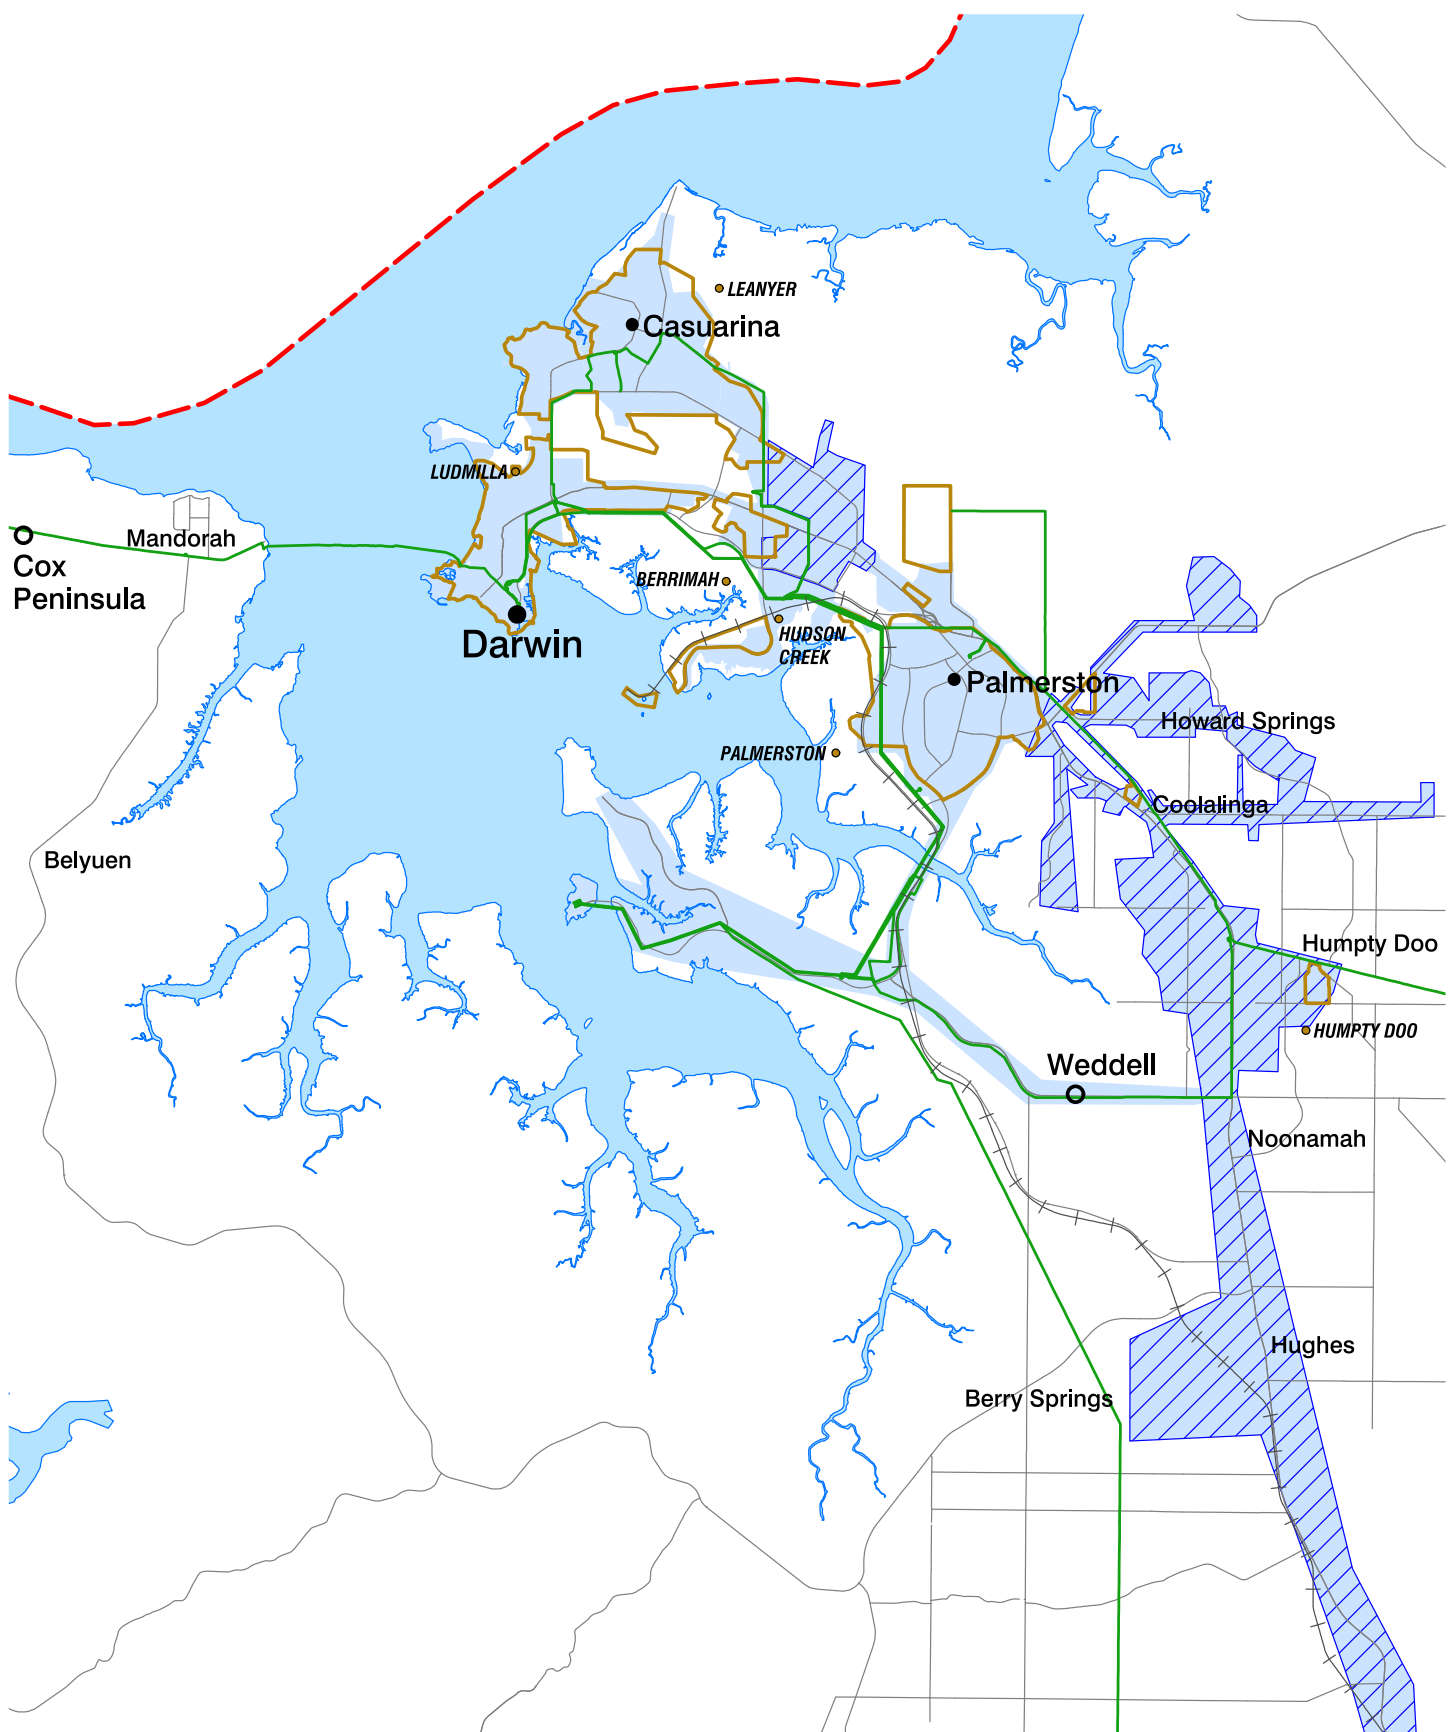 LEANYER
Casuarina
LUDMILLA
Mandorah
Cox
Peninsula
BERRIMAH
Darwin
HUDSON
CREEK
Palmerston
Howard Springs
PALMERSTON
Coolalinga
Belyuen
Humpty Doo
HUMPTY DOO
Weddell
Noonamah
Hughes
Berry Springs